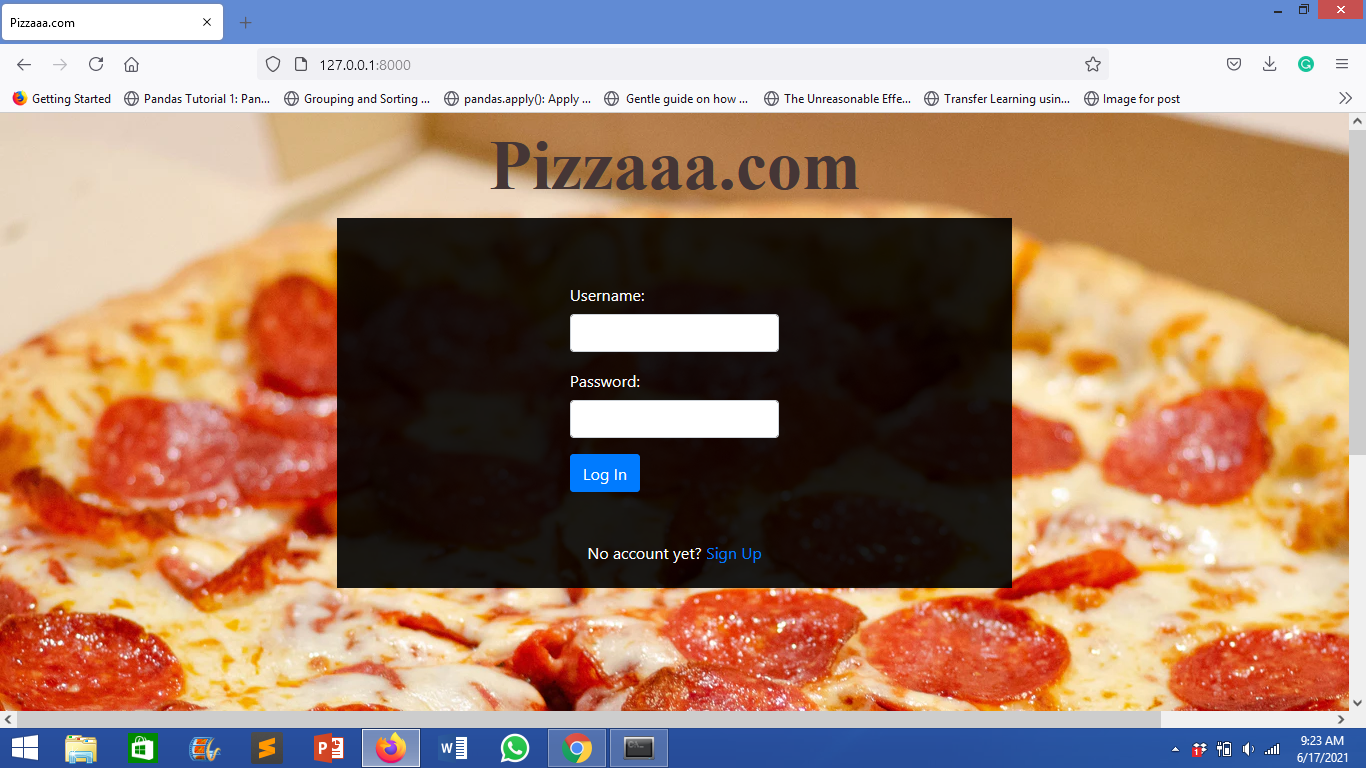 Pizzaaa.com
127.0.0.1:8000
Getting Started
Pandas Tutorial 1: Pan...
Grouping and Sorting ...
pandas.apply(): Apply ...
Gentle guide on how ...
The Unreasonable Effe...
Transfer Learning usin...
Image for post
Pizzaaa.com
Username:
Password:
Log In
No account yet? Sign Up
9:23 AM
6/17/2021